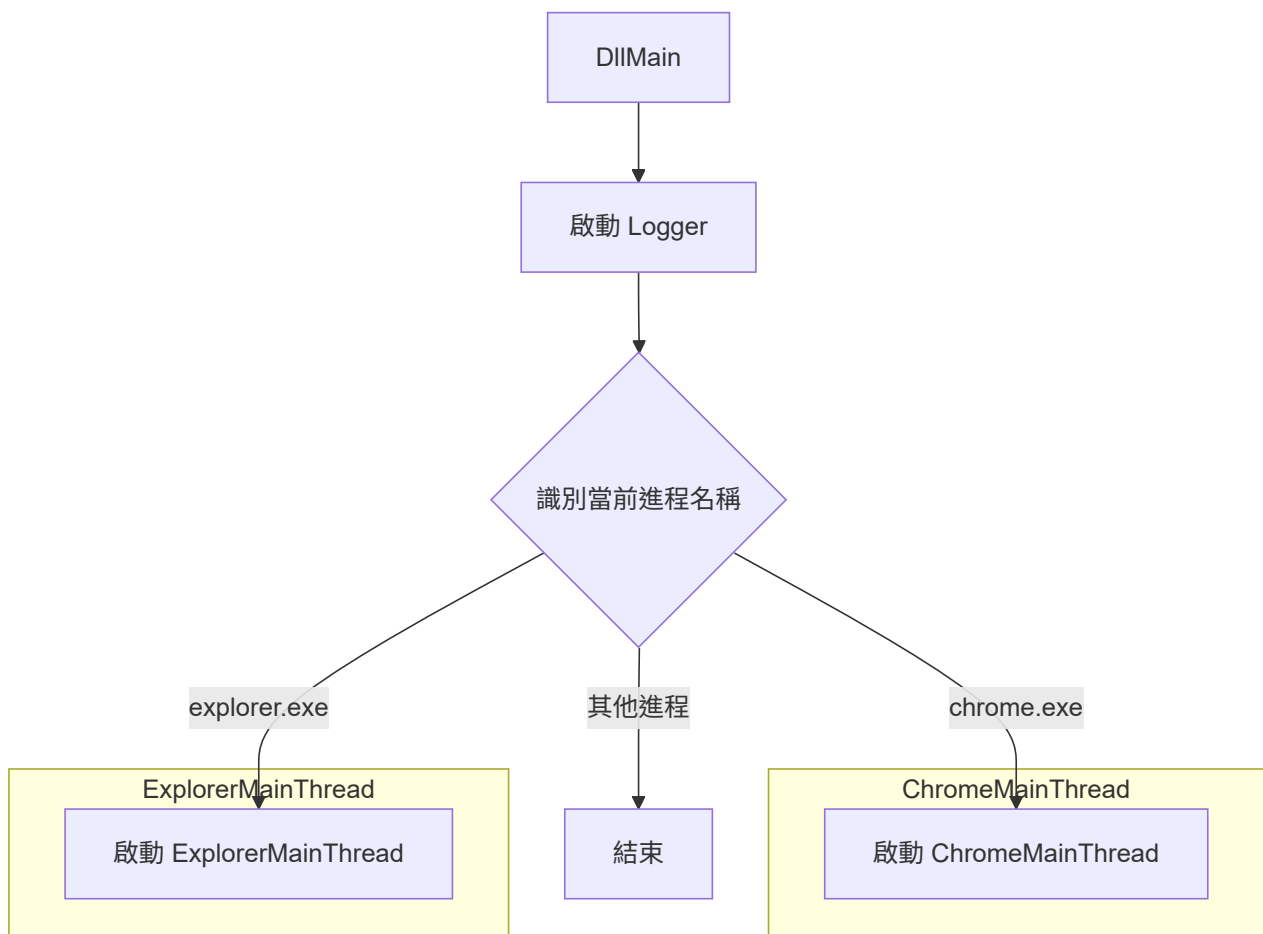 DllMain
啟動 Logger
識別當前進程名稱
explorer.exe
其他進程
chrome.exe
ExplorerMainThread
ChromeMainThread
啟動 ExplorerMainThread
結束
啟動 ChromeMainThread